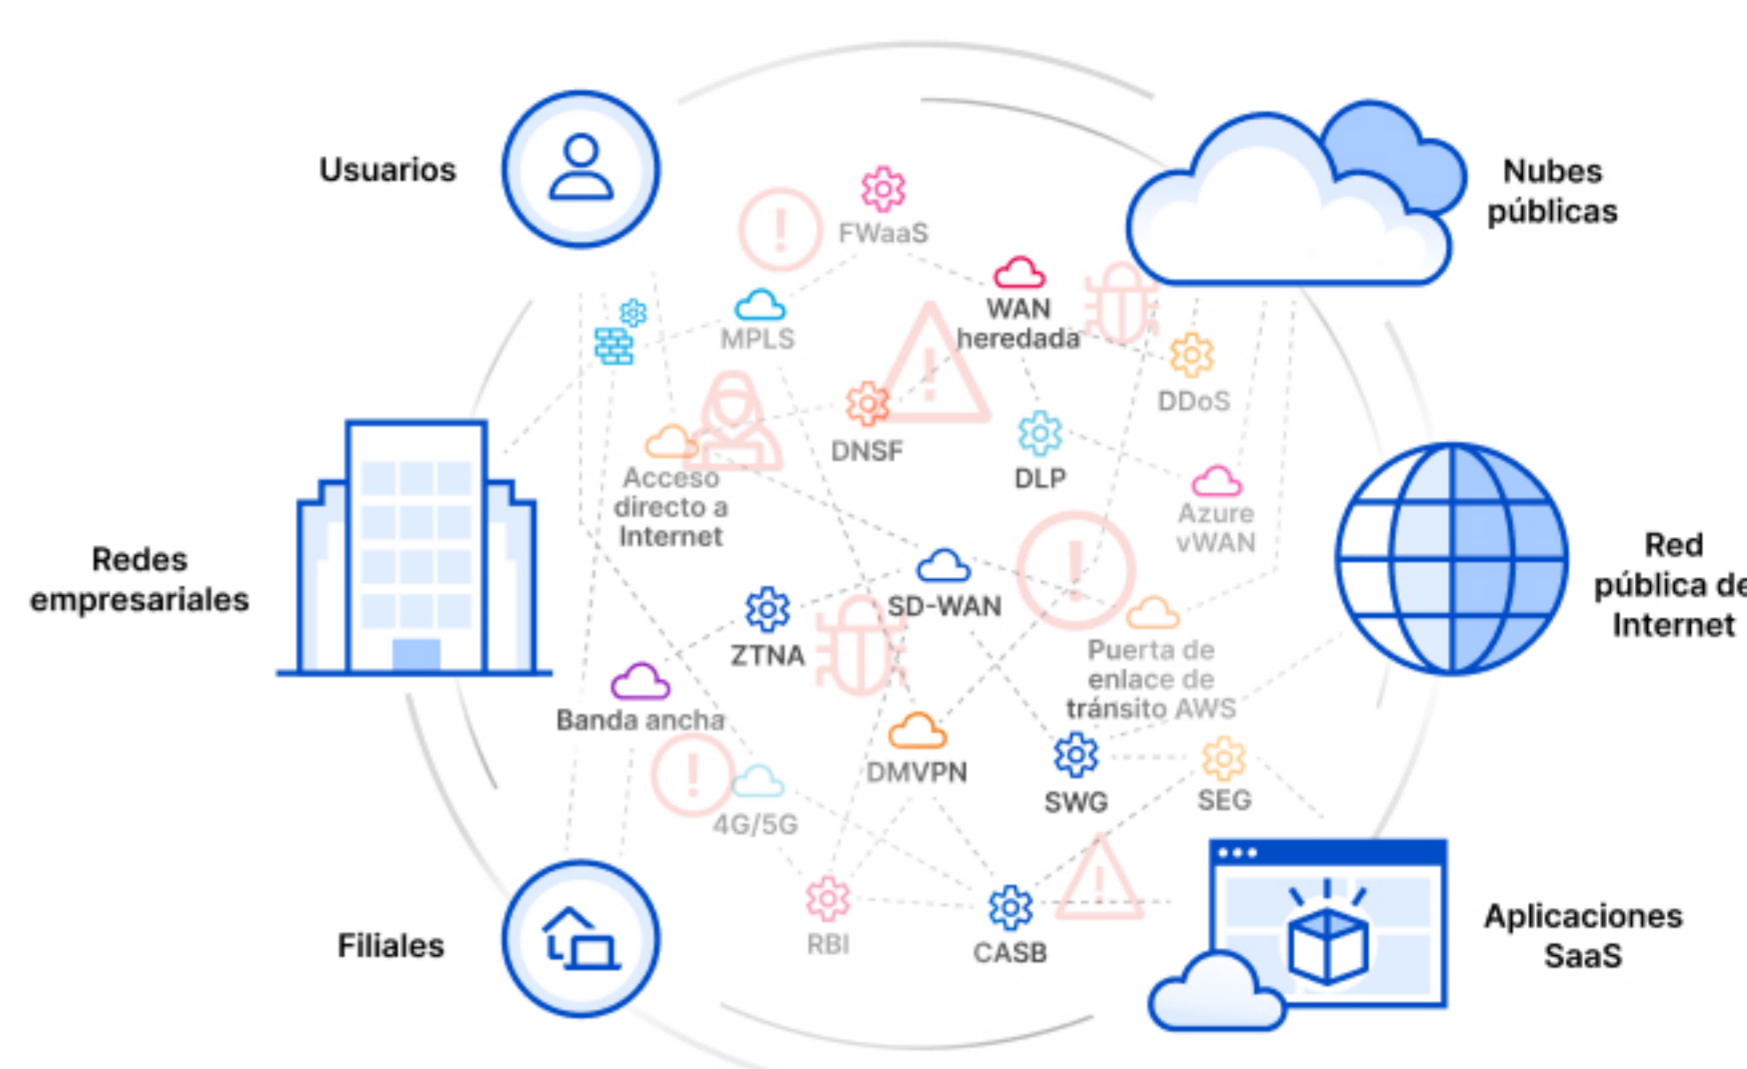 Usuarios
Nubes
públicas
FWaaS
WAN
heredada
MPLS
DDoS
DNSF
DLP
Acceso
directo a
Internet
Azure
vWAN
Redes
empresariales
Red
pública de
Internet
SD-WAN
ZTNA
Puerta de
enlace de
tránsito AWS
Banda ancha
DMVPN
SWG
SEG
4G/5G
RBI
CASB
Filiales
Aplicaciones
SaaS